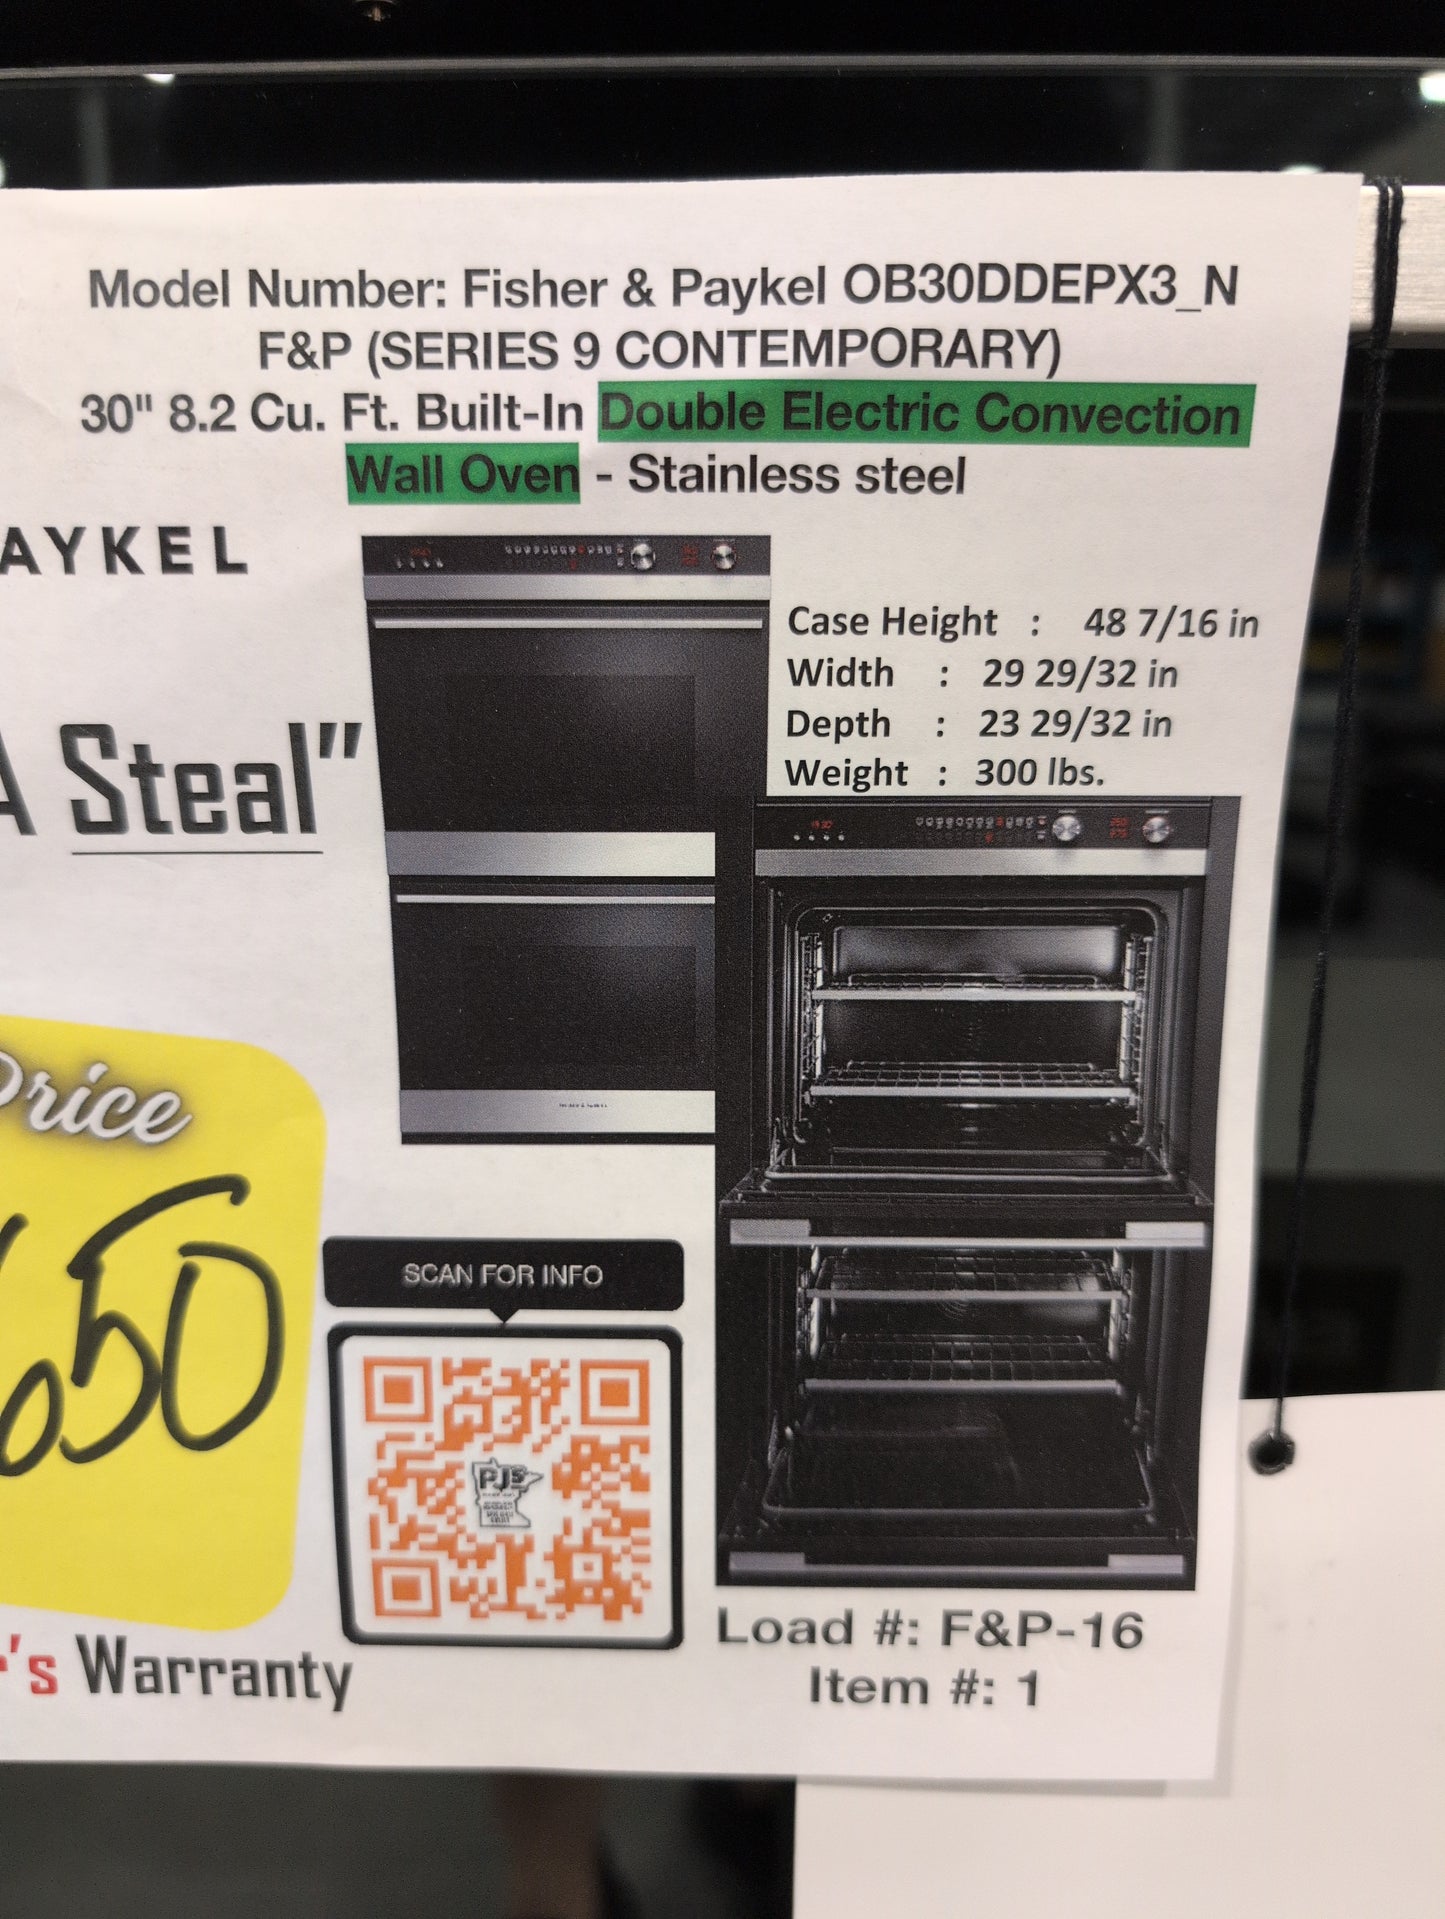 Model Number: Fisher & Paykel OB30DDEPX3_N
F&P (SERIES 9 CONTEMPORARY)
30" 8.2 Cu. Ft. Built-In Double Electric Convection
Wall Oven - Stainless steel
AYKEL
Case Height : 48 7/16 in
Width : 29 29/32 in
Depth : 23 29/32 in
Weight : 300 lbs.
A Steal”
Price
650
SCAN FOR INFO
PJs
's Warranty
Load #: F&P-16
Item #: 1